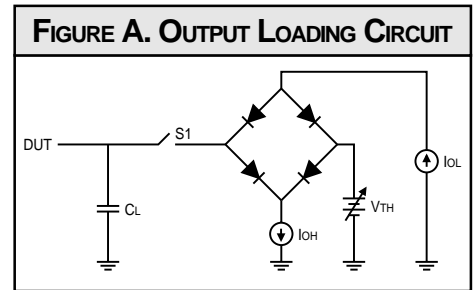 FIGURE A. OUTPUT LOADING CIRCUIT
DUT
S1
CL
IOH
VTH
IOL